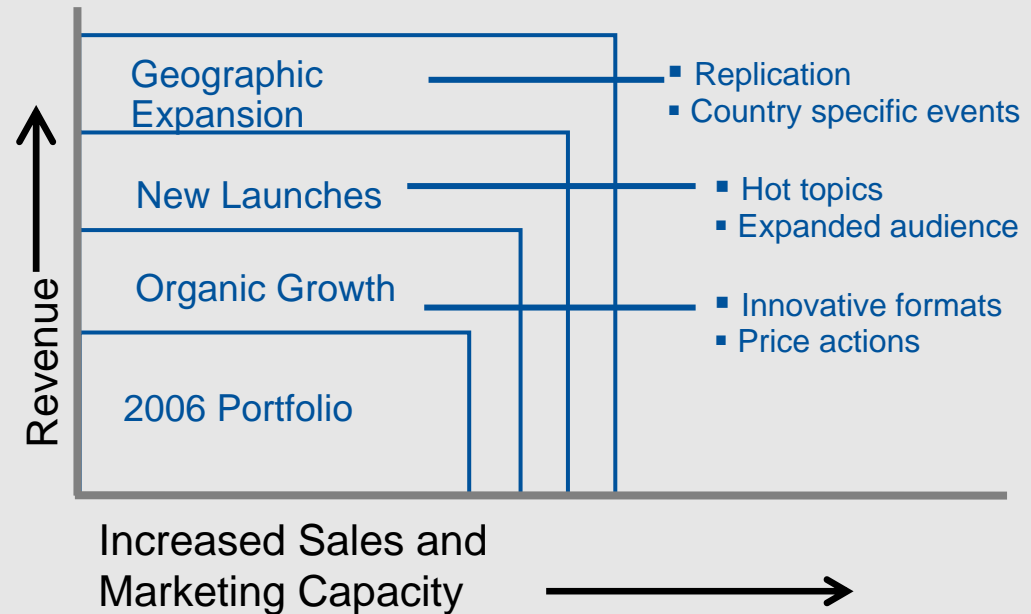 Geographic
Expansion
▪ Replication
▪ Country specific events
New Launches
▪ Hot topics
▪ Expanded audience
Organic Growth
▪ Innovative formats
▪ Price actions
2006 Portfolio
Revenue
Increased Sales and
Marketing Capacity